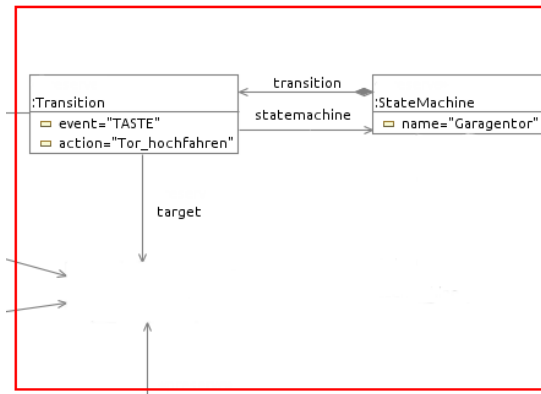 transition
:Transition
:StateMachine
event="TASTE"
statemachine
name="Garagentor"
action="Tor_hochfahren"
target